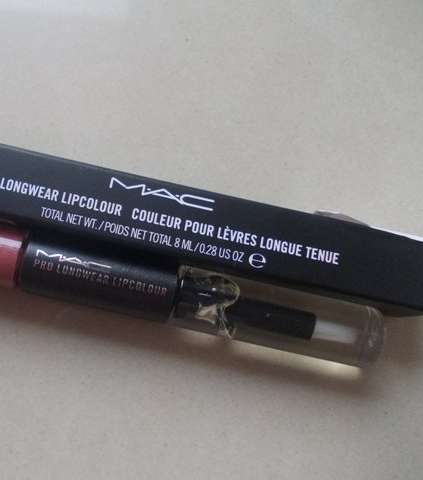 M·A·C
LONGWEAR LIPCOLOUR COULEUR POUR LÈVRES LONGUE TENUE
TOTAL NET WT./POIDS NET TOTAL 8 ML/0.28 US OZ ℮
M·A·C
PRO LONGWEAR LIPCOLOUR